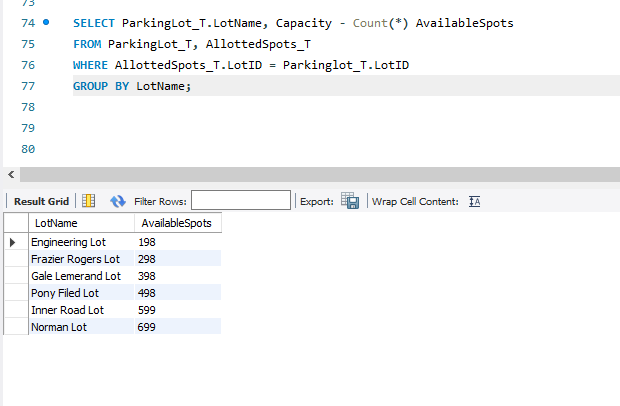 73
74 SELECT ParkingLot_T.LotName, Capacity - Count(*) AvailableSpots
75 FROM ParkingLot_T, AllottedSpots_T
76 WHERE AllottedSpots_T.LotID = Parkinglot_T.LotID
77 GROUP BY LotName;
78
79
80
Result Grid Filter Rows: Export: Wrap Cell Content: IA
LotName AvailableSpots
Engineering Lot 198
Frazier Rogers Lot 298
Gale Lemerand Lot 398
Pony Filed Lot 498
Inner Road Lot 599
Norman Lot 699